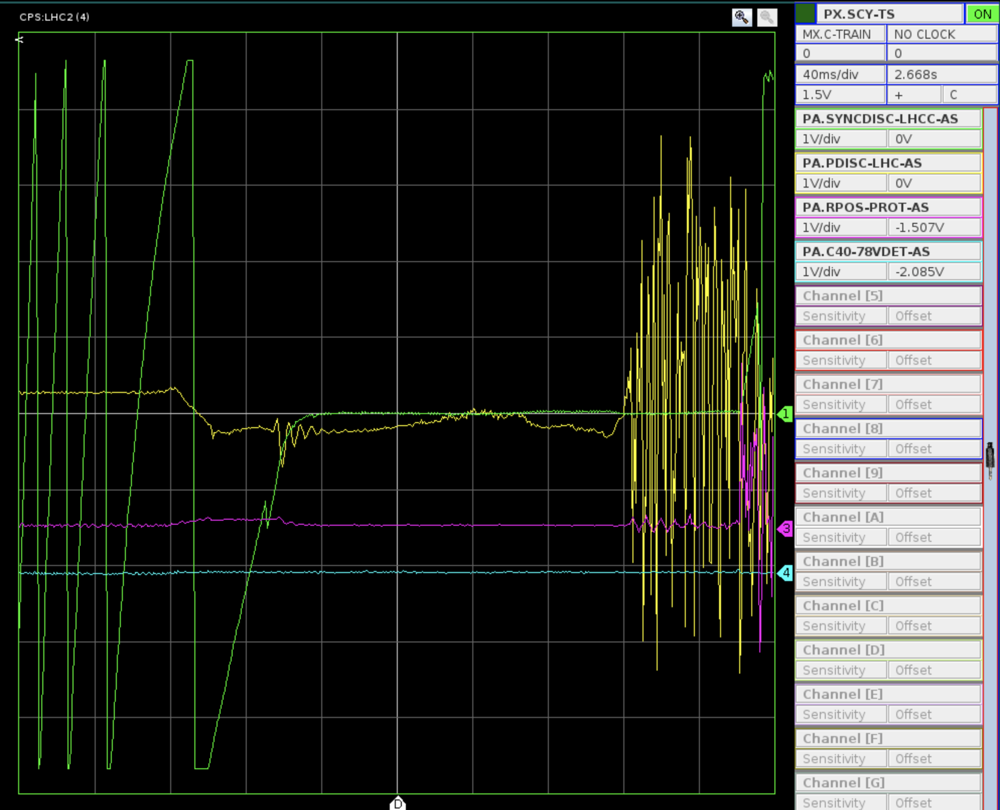 CPS:LHC2 (4)
PX.SCY-TS ON
MX.C-TRAIN NO CLOCK
0 0
40ms/div 2.668s
1.5V + C
PA.SYNCDISC-LHCC-AS
1V/div 0V
PA.PDISC-LHC-AS
1V/div 0V
PA.RPOS-PROT-AS
1V/div -1.507V
PA.C40-78VDET-AS
1V/div -2.085V
Channel [5]
Sensitivity Offset
Channel [6]
Sensitivity Offset
Channel [7]
Sensitivity Offset
1
Channel [8]
Sensitivity Offset
Channel [9]
Sensitivity Offset
Channel [A]
3
Sensitivity Offset
Channel [B]
4
Sensitivity Offset
Channel [C]
Sensitivity Offset
Channel [D]
Sensitivity Offset
Channel [E]
Sensitivity Offset
Channel [F]
Sensitivity Offset
Channel [G]
Sensitivity Offset
D